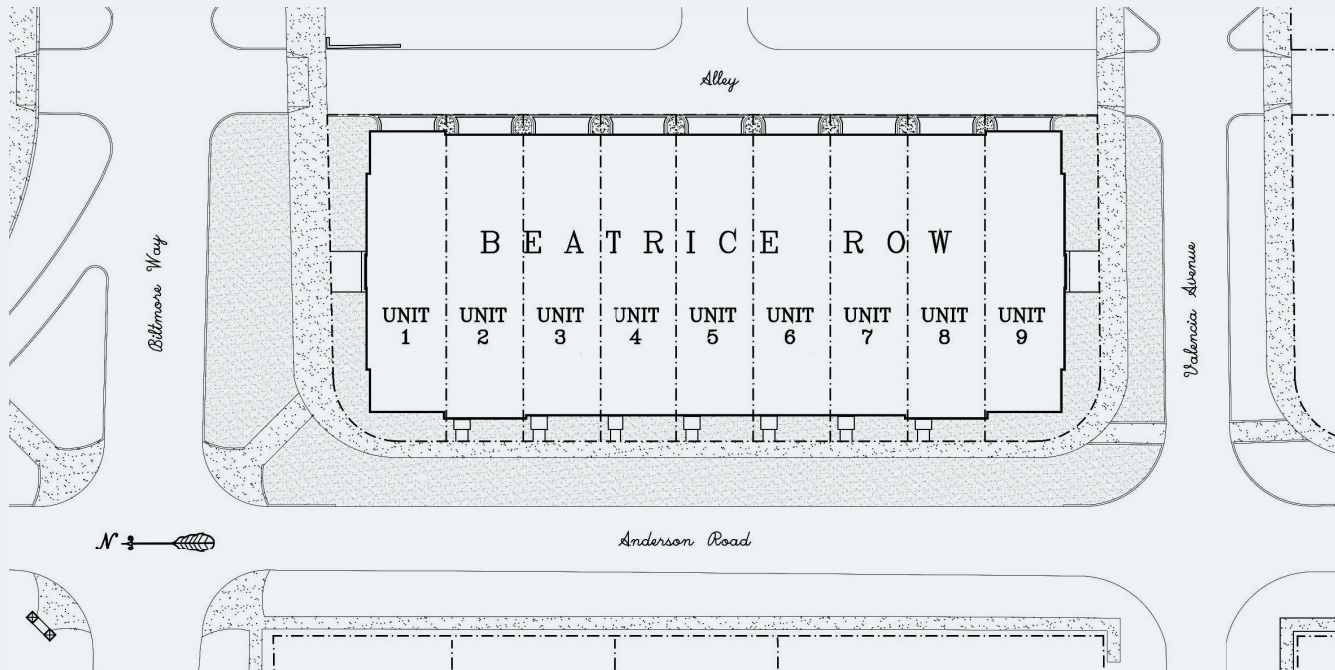 Alley
BEATRICE ROW
Biltmore Way
Valencia Avenue
UNIT 1
UNIT 2
UNIT 3
UNIT 4
UNIT 5
UNIT 6
UNIT 7
UNIT 8
UNIT 9
N
Anderson Road